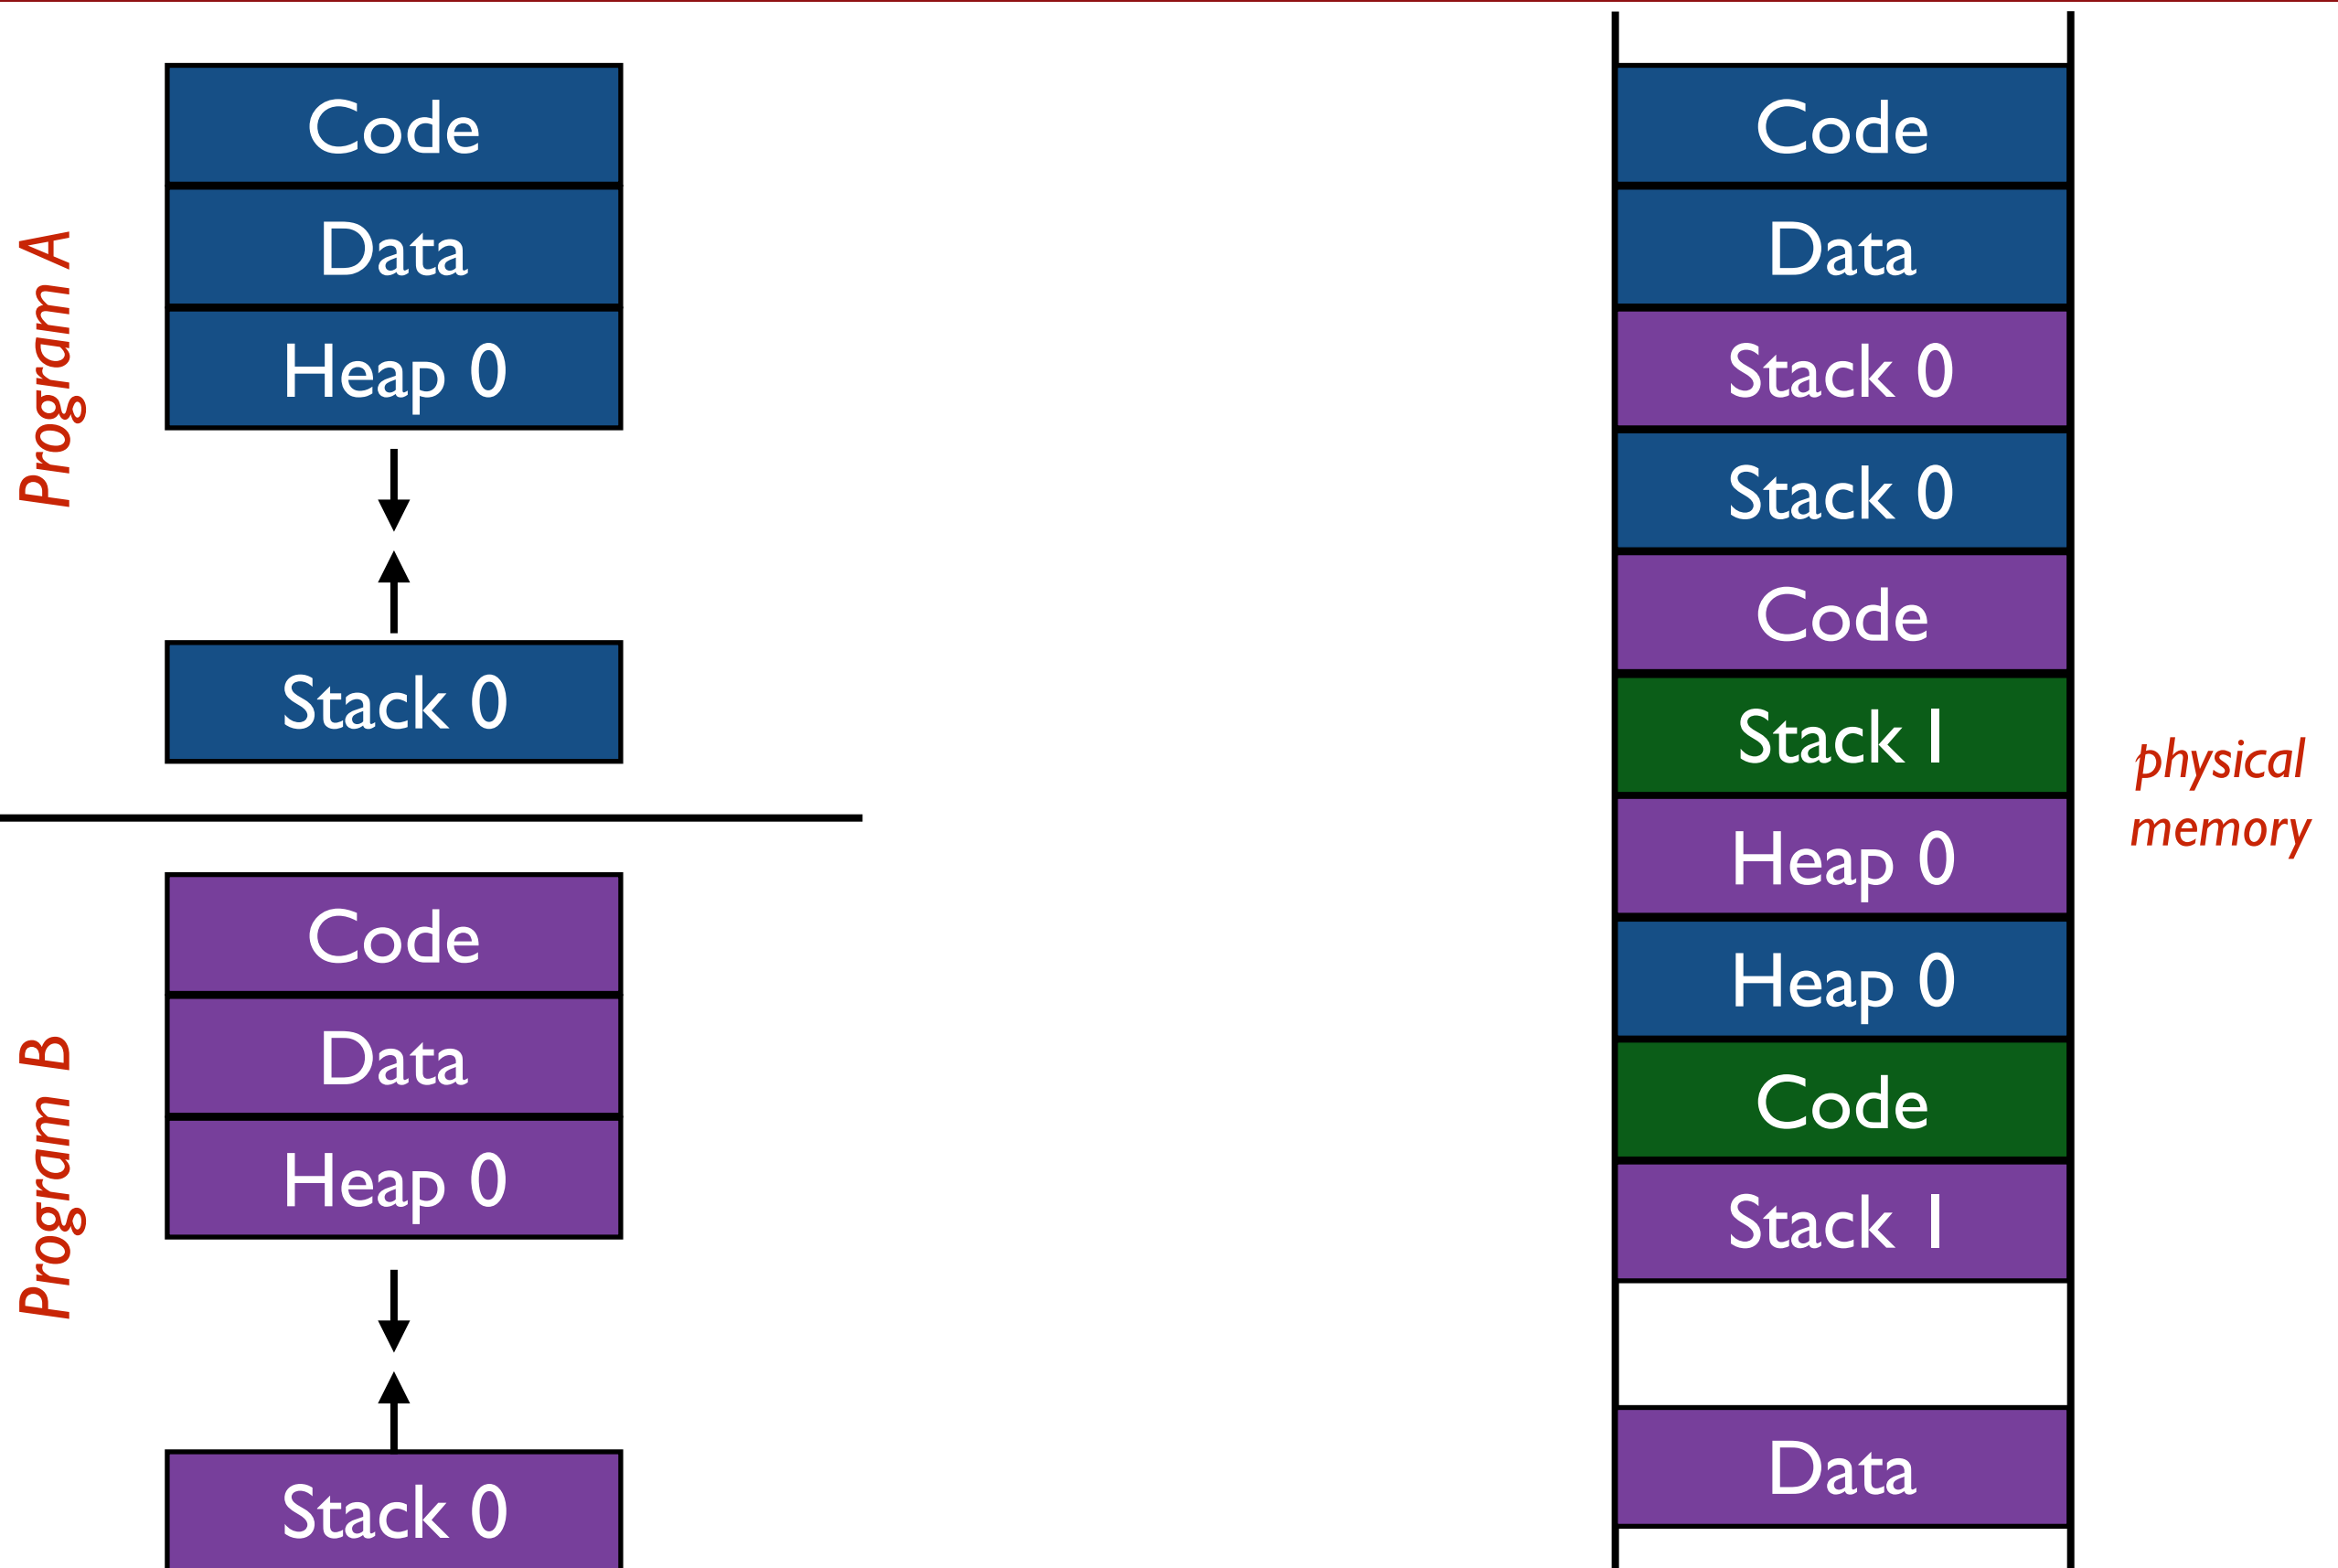 Program A
Code
Data
Heap 0
Stack 0
Program B
Code
Data
Heap 0
Stack 0
Code
Data
Stack 0
Stack 0
Code
Stack 1
Heap 0
Heap 0
Code
Stack 1
Data
physical
memory